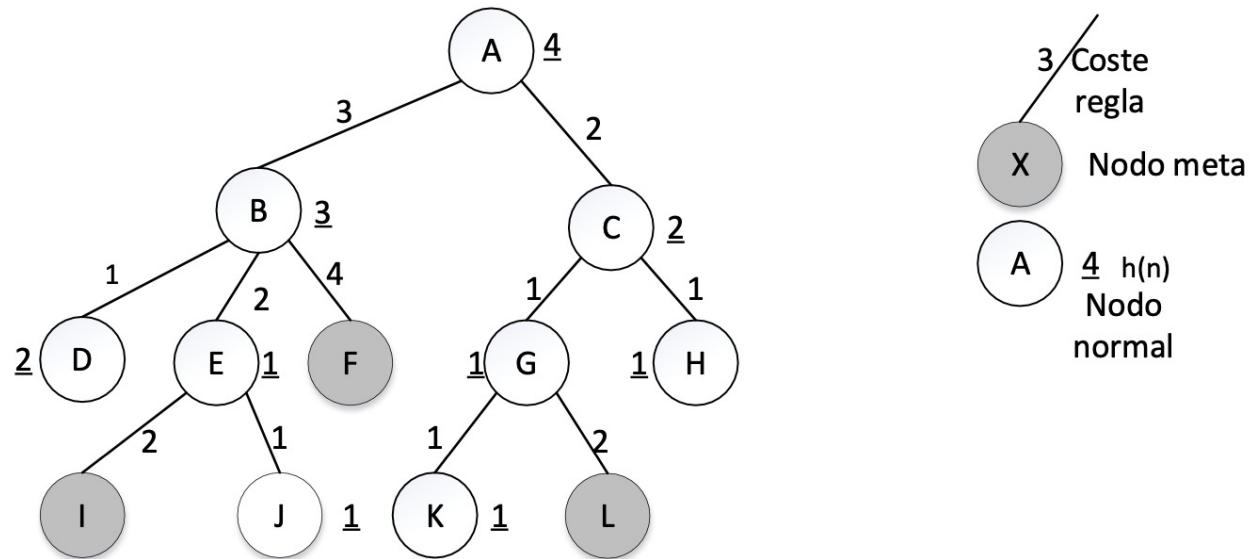 A 4
3 Coste
regla
3
2
X Nodo meta
B 3
C 2
A 4 h(n)
Nodo
normal
1
2
4
1
1
2 D
E 1
F
1 G
1 H
2
1
1
2
I
J 1
K 1
L